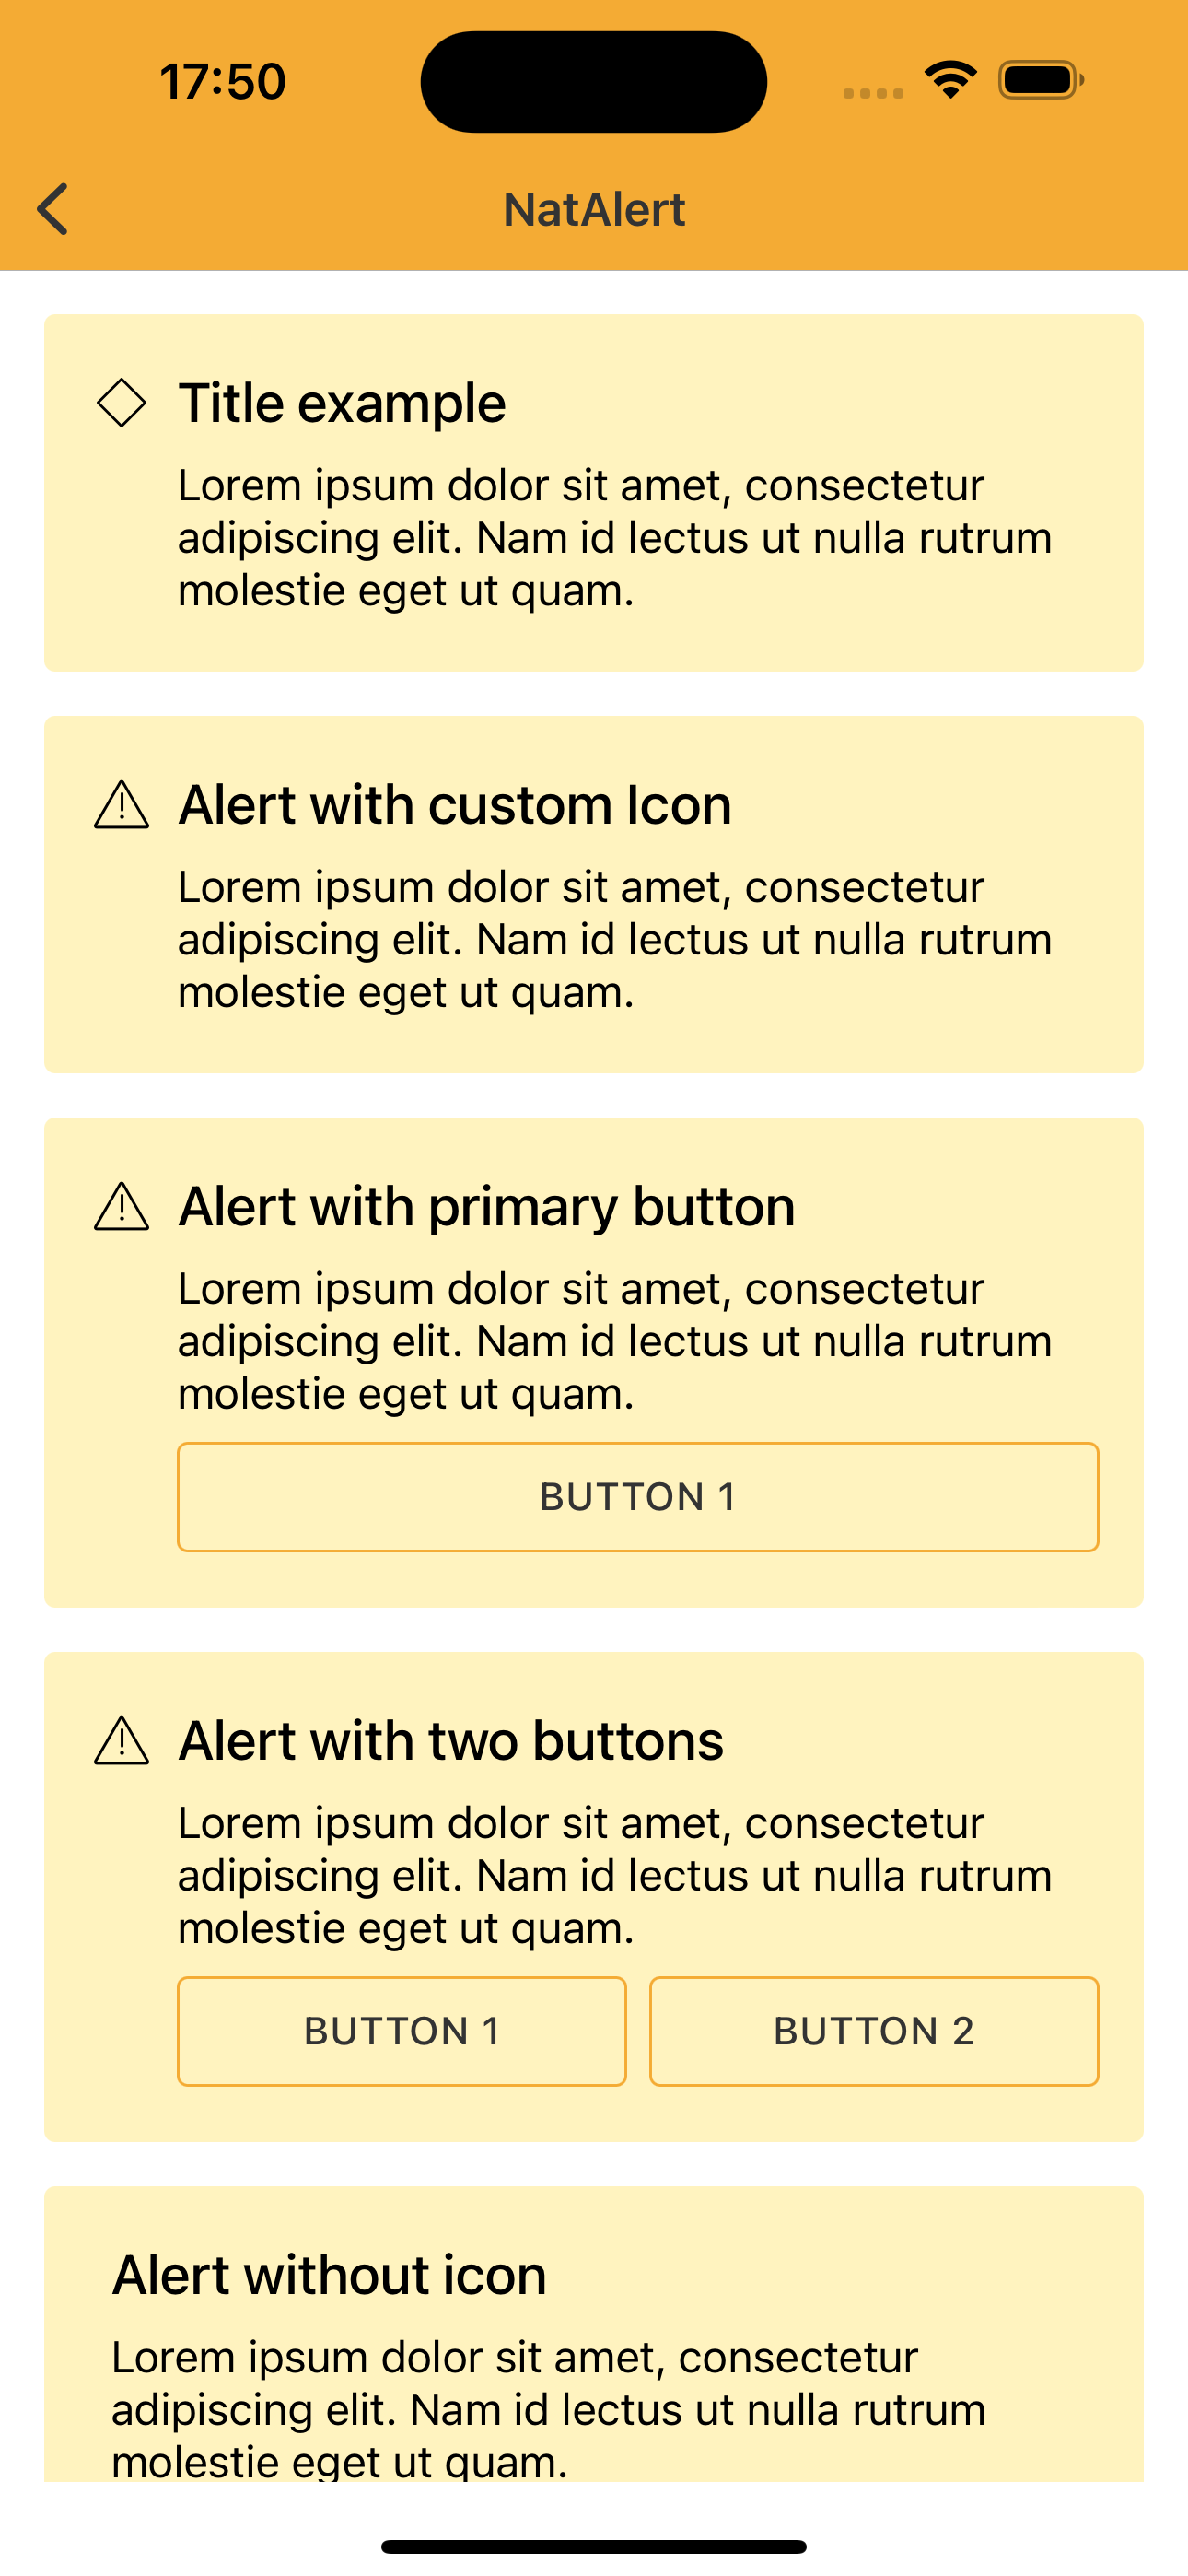 17:50
NatAlert
Title example
Lorem ipsum dolor sit amet, consectetur
adipiscing elit. Nam id lectus ut nulla rutrum
molestie eget ut quam.
Alert with custom Icon
Lorem ipsum dolor sit amet, consectetur
adipiscing elit. Nam id lectus ut nulla rutrum
molestie eget ut quam.
Alert with primary button
Lorem ipsum dolor sit amet, consectetur
adipiscing elit. Nam id lectus ut nulla rutrum
molestie eget ut quam.
BUTTON 1
Alert with two buttons
Lorem ipsum dolor sit amet, consectetur
adipiscing elit. Nam id lectus ut nulla rutrum
molestie eget ut quam.
BUTTON 1 BUTTON 2
Alert without icon
Lorem ipsum dolor sit amet, consectetur
adipiscing elit. Nam id lectus ut nulla rutrum
molestie eget ut quam.